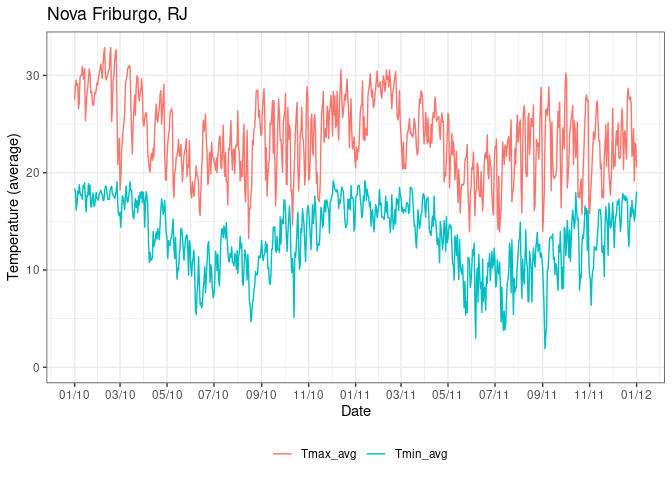 Nova Friburgo, RJ
Temperature (average)
30
20
10
0
01/10 03/10 05/10 07/10 09/10 11/10 01/11 03/11 05/11 07/11 09/11 11/11 01/12
Date
Tmax_avg Tmin_avg